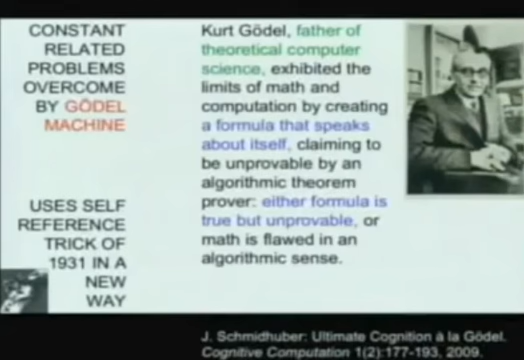 CONSTANT
RELATED
PROBLEMS
OVERCOME
BY GÖDEL
MACHINE
USES SELF
REFERENCE
TRICK OF
1931 IN A
NEW
WAY
Kurt Gödel, father of
theoretical computer
science, exhibited the
limits of math and
computation by creating
a formula that speaks
about itself, claiming to
be unprovable by an
algorithmic theorem
prover: either formula is
true but unprovable, or
math is flawed in an
algorithmic sense.
J. Schmidhuber: Ultimate Cognition à la Gödel.
Cognitive Computation 1(2):177-193, 2009.